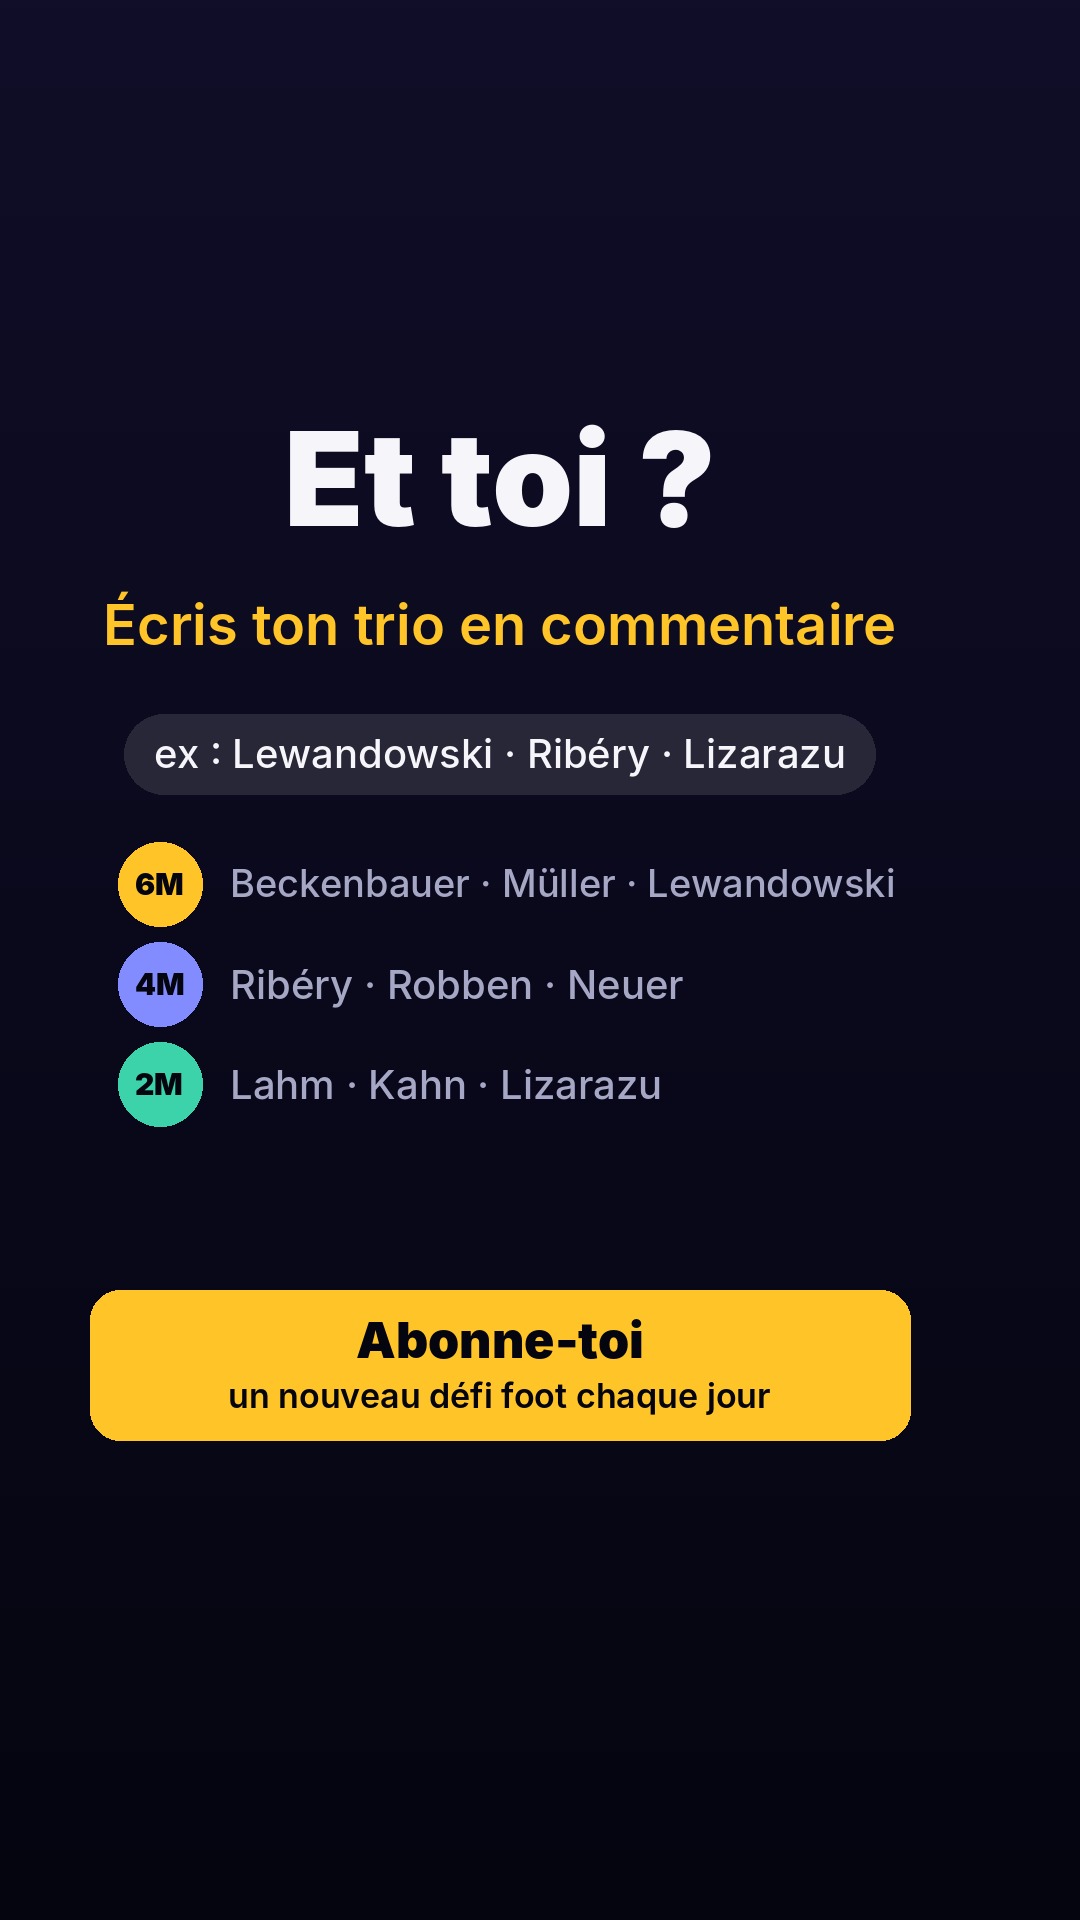 Et toi ?
Écris ton trio en commentaire
ex : Lewandowski · Ribéry · Lizarazu
6M Beckenbauer · Müller · Lewandowski
4M Ribéry · Robben · Neuer
2M Lahm · Kahn · Lizarazu
Abonne-toi
un nouveau défi foot chaque jour